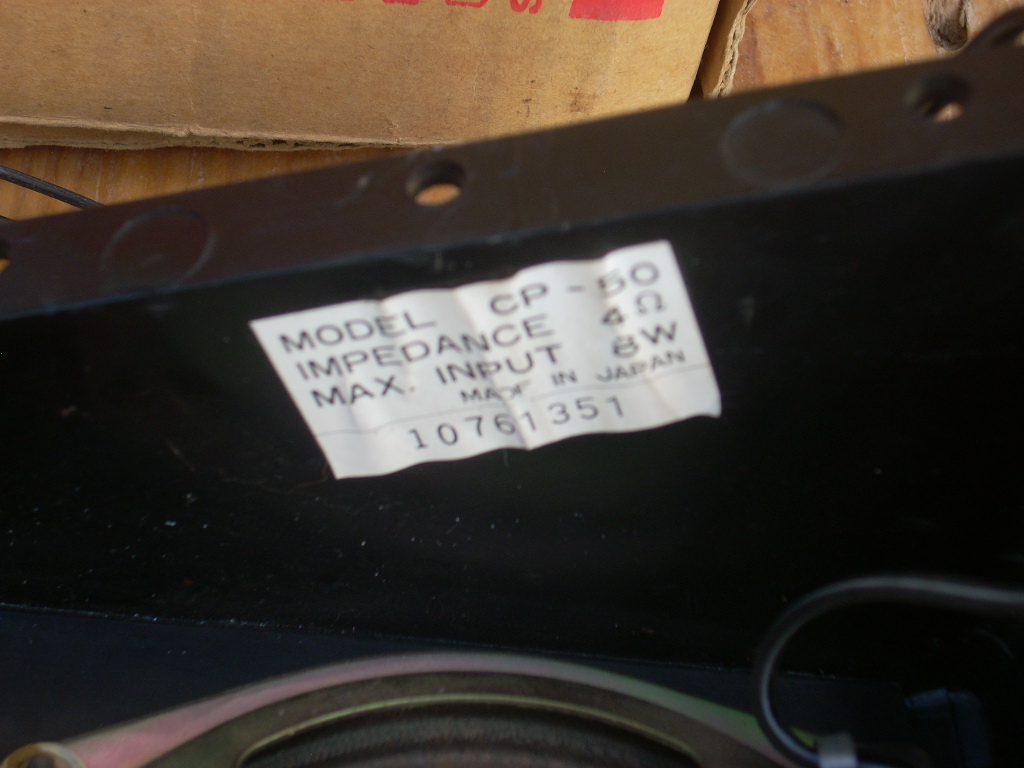 MODEL CP-50
IMPEDANCE 4Ω
MAX. INPUT 8W
MADE IN JAPAN
10761351